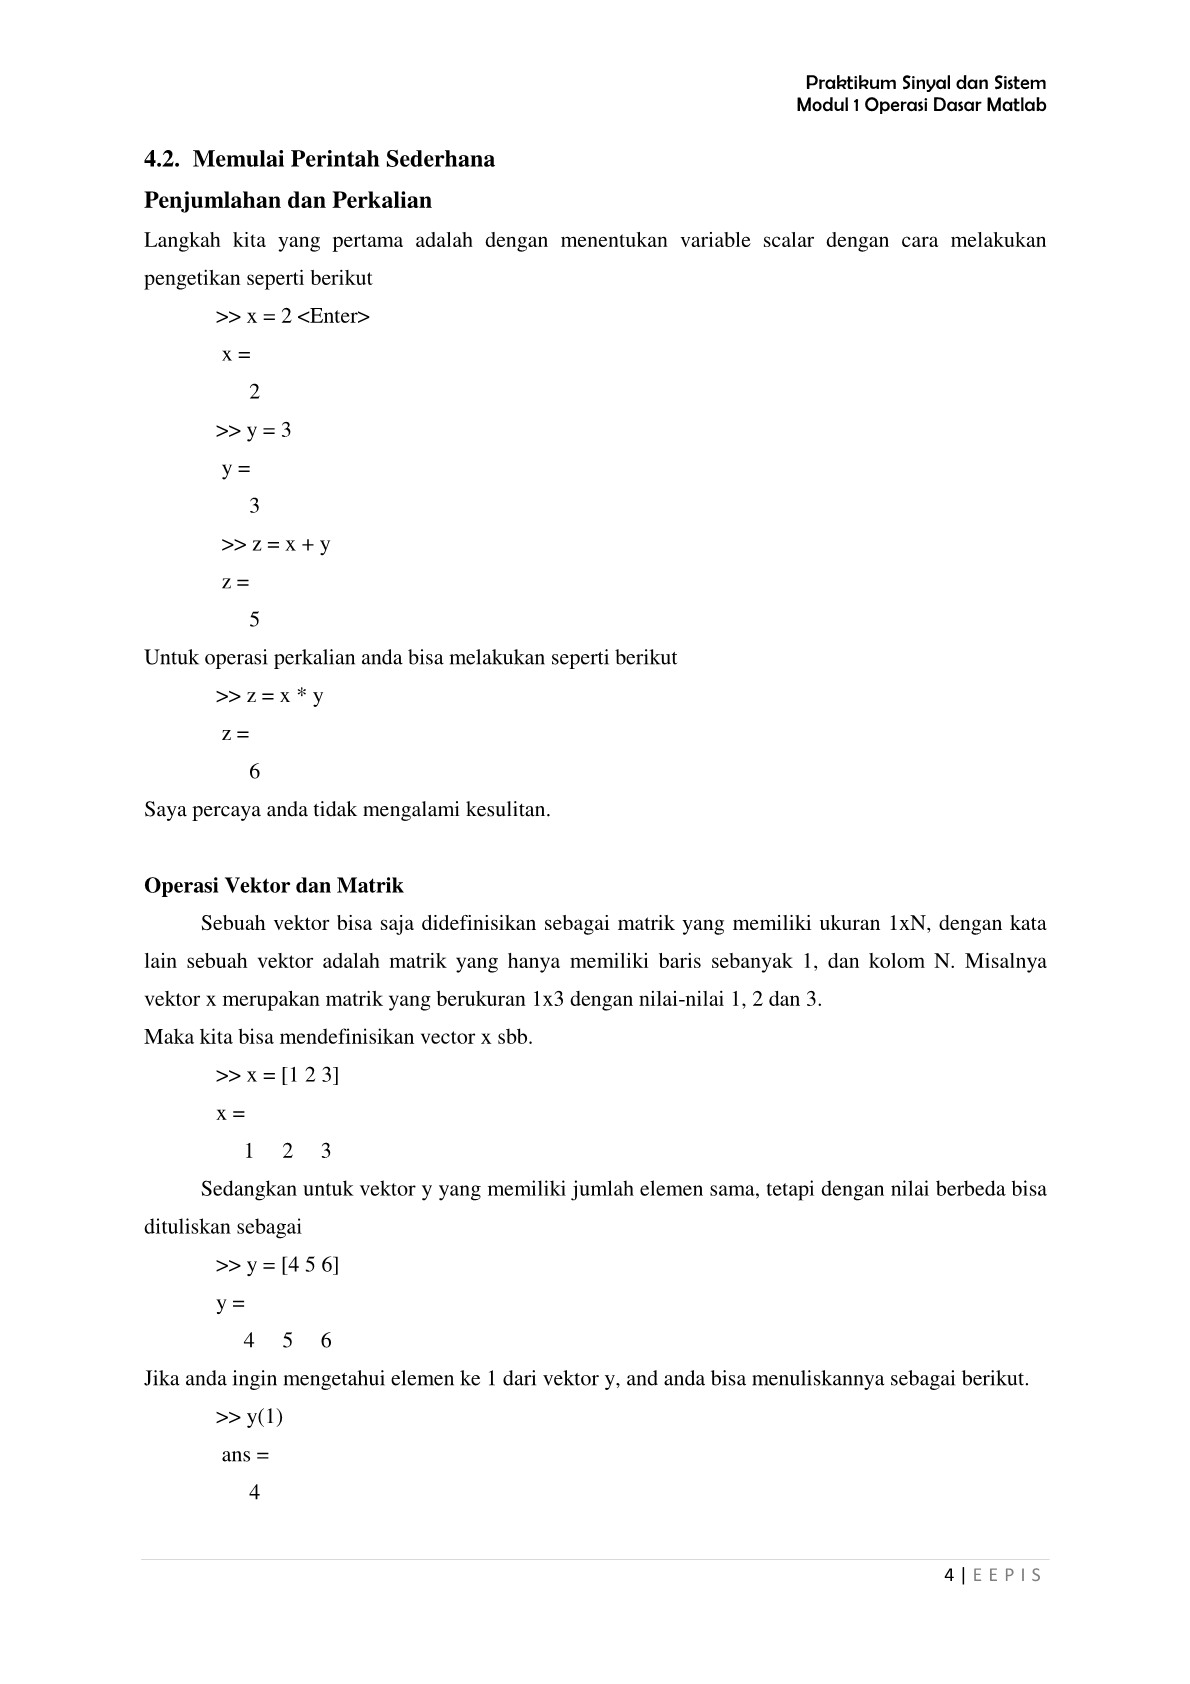 Praktikum Sinyal dan Sistem
Modul 1 Operasi Dasar Matlab
4.2. Memulai Perintah Sederhana
Penjumlahan dan Perkalian
Langkah kita yang pertama adalah dengan menentukan variable scalar dengan cara melakukan
pengetikan seperti berikut
>> x = 2 <Enter>
x =
2
>> y = 3
y =
3
>> z = x + y
z =
5
Untuk operasi perkalian anda bisa melakukan seperti berikut
>> z = x * y
z =
6
Saya percaya anda tidak mengalami kesulitan.
Operasi Vektor dan Matrik
Sebuah vektor bisa saja didefinisikan sebagai matrik yang memiliki ukuran 1xN, dengan kata
lain sebuah vektor adalah matrik yang hanya memiliki baris sebanyak 1, dan kolom N. Misalnya
vektor x merupakan matrik yang berukuran 1x3 dengan nilai-nilai 1, 2 dan 3.
Maka kita bisa mendefinisikan vector x sbb.
>> x = [1 2 3]
x =
1 2 3
Sedangkan untuk vektor y yang memiliki jumlah elemen sama, tetapi dengan nilai berbeda bisa
dituliskan sebagai
>> y = [4 5 6]
y =
4 5 6
Jika anda ingin mengetahui elemen ke 1 dari vektor y, and anda bisa menuliskannya sebagai berikut.
>> y(1)
ans =
4
4 | E E P I S